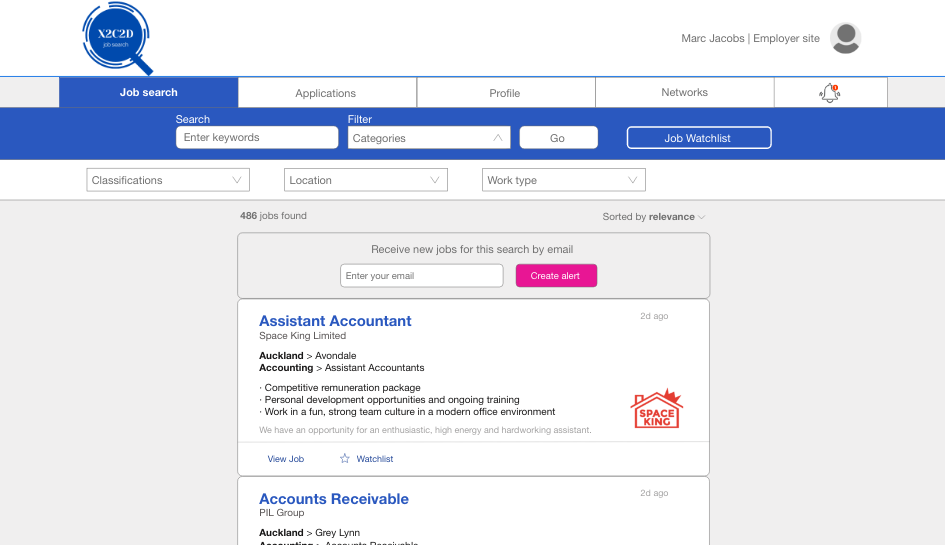 X2C2D
job search
Marc Jacobs | Employer site
Job search
Applications
Profile
Networks
Search
Filter
Enter keywords
Categories
Go
Job Watchlist
Classifications
Location
Work type
486 jobs found
Sorted by relevance
Receive new jobs for this search by email
Enter your email
Create alert
Assistant Accountant
2d ago
Space King Limited
Auckland > Avondale
Accounting > Assistant Accountants
· Competitive remuneration package
· Personal development opportunities and ongoing training
· Work in a fun, strong team culture in a modern office environment
SPACE
KING
We have an opportunity for an enthusiastic, high energy and hardworking assistant.
View Job
Watchlist
Accounts Receivable
2d ago
PIL Group
Auckland > Grey Lynn
Accounting > Accounts Receivable